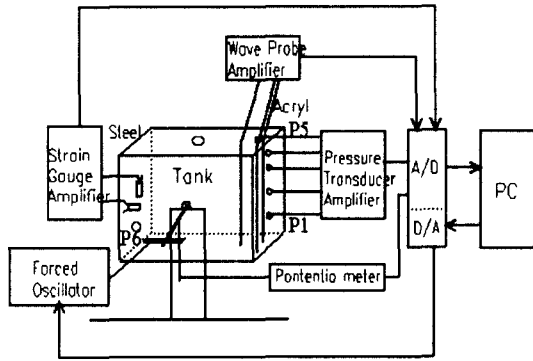 Wave Probe
Amplifier
Acryl
Steel
P5
Strain
Gauge
Amplifier
Tank
Pressure
Transducer
Amplifier
A/D
D/A
PC
P6
P1
Forced
Oscillator
Pontentio meter